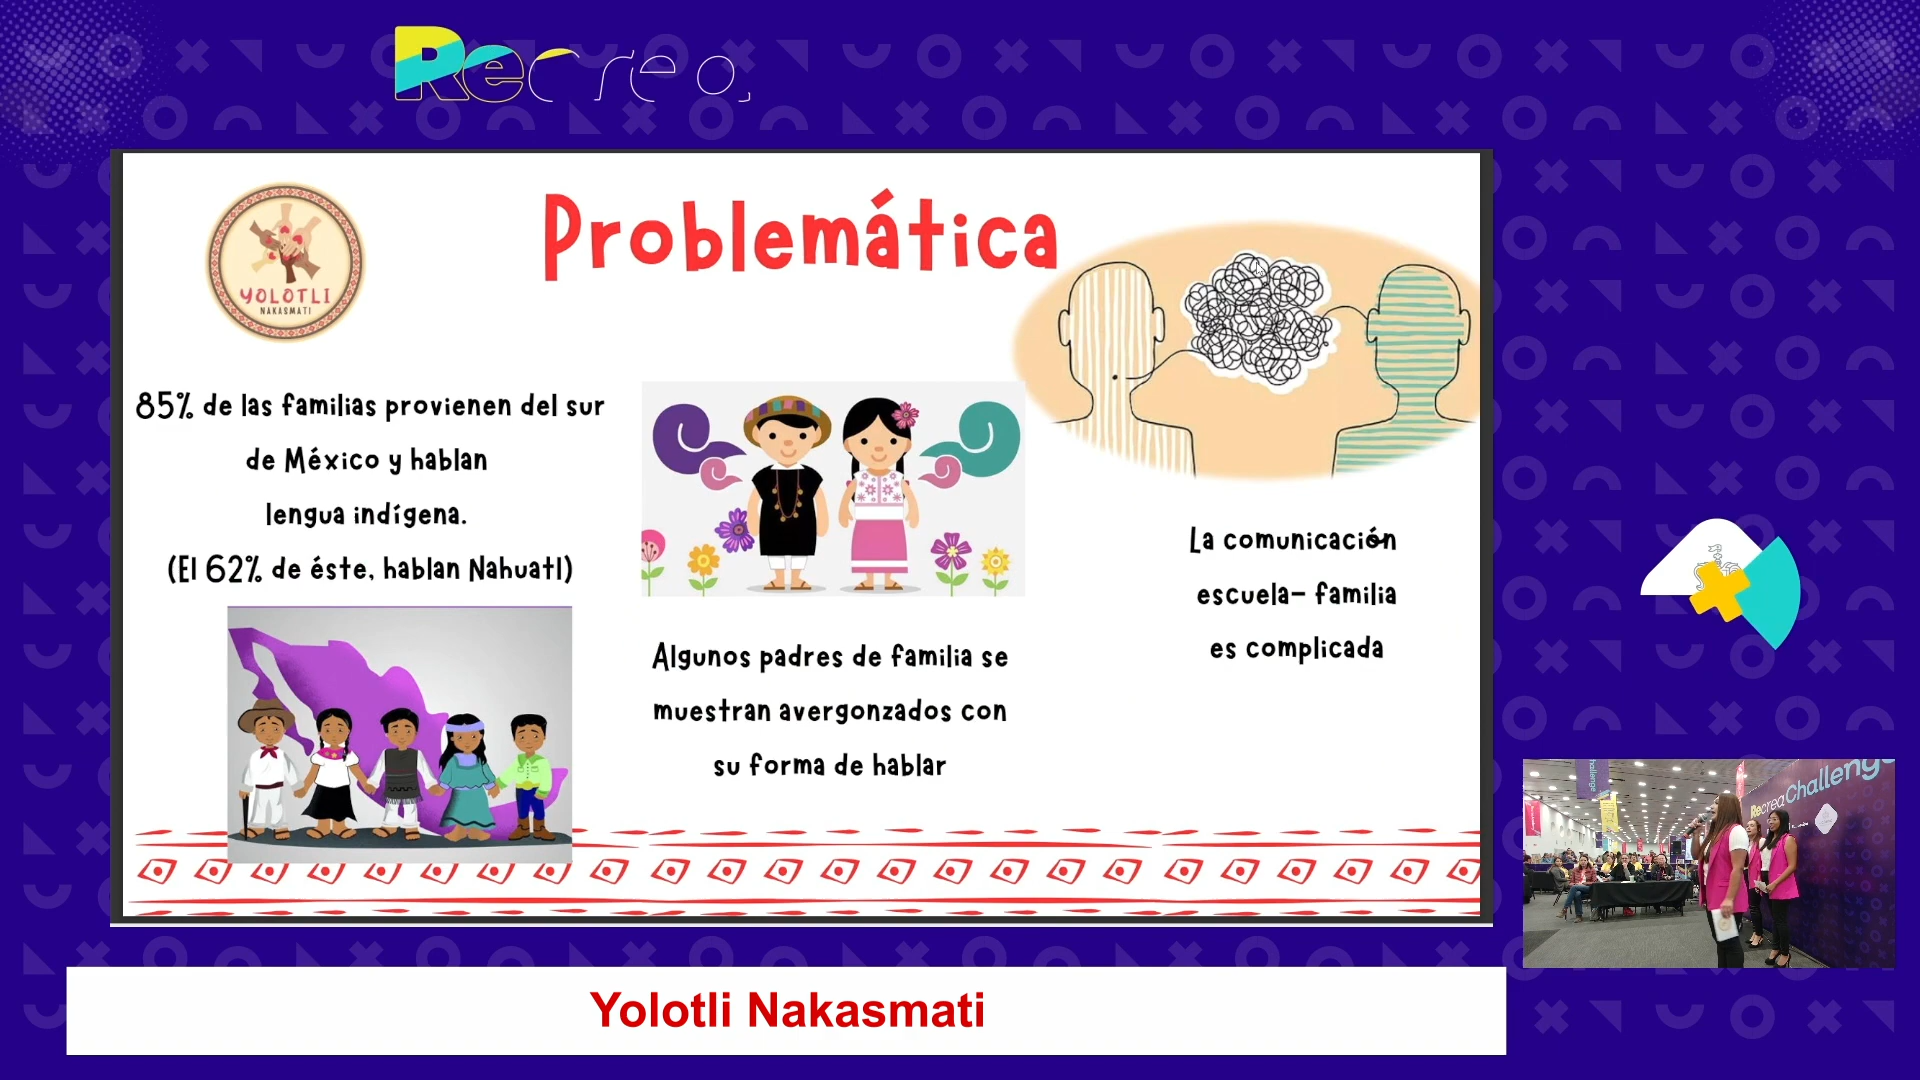 Recrea,
Problemática
YOLOTLI
NAKASMATI
85% de las familias provienen del sur
de México y hablan
lengua indígena.
(El 62% de éste, hablan Nahuatl)
Algunos padres de familia se
muestran avergonzados con
su forma de hablar
La comunicación
escuela- familia
es complicada
Recrea Challenge
Yolotli Nakasmati